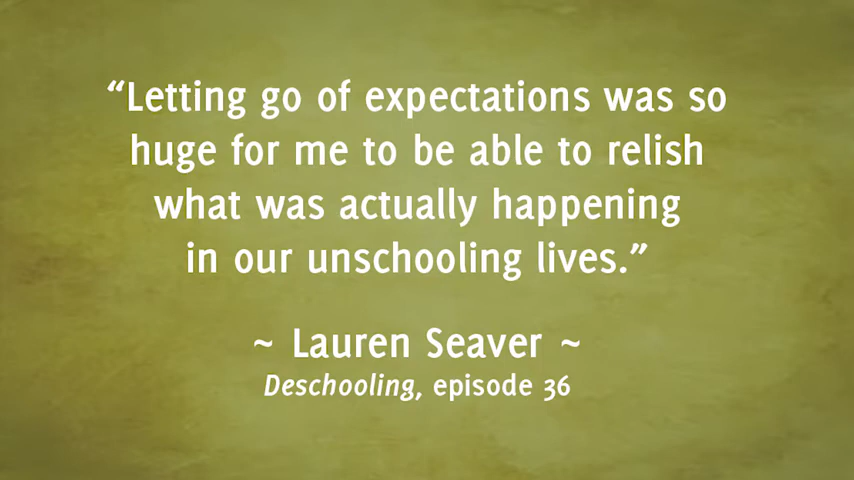 “Letting go of expectations was so
huge for me to be able to relish
what was actually happening
in our unschooling lives.”
~ Lauren Seaver ~
Deschooling, episode 36